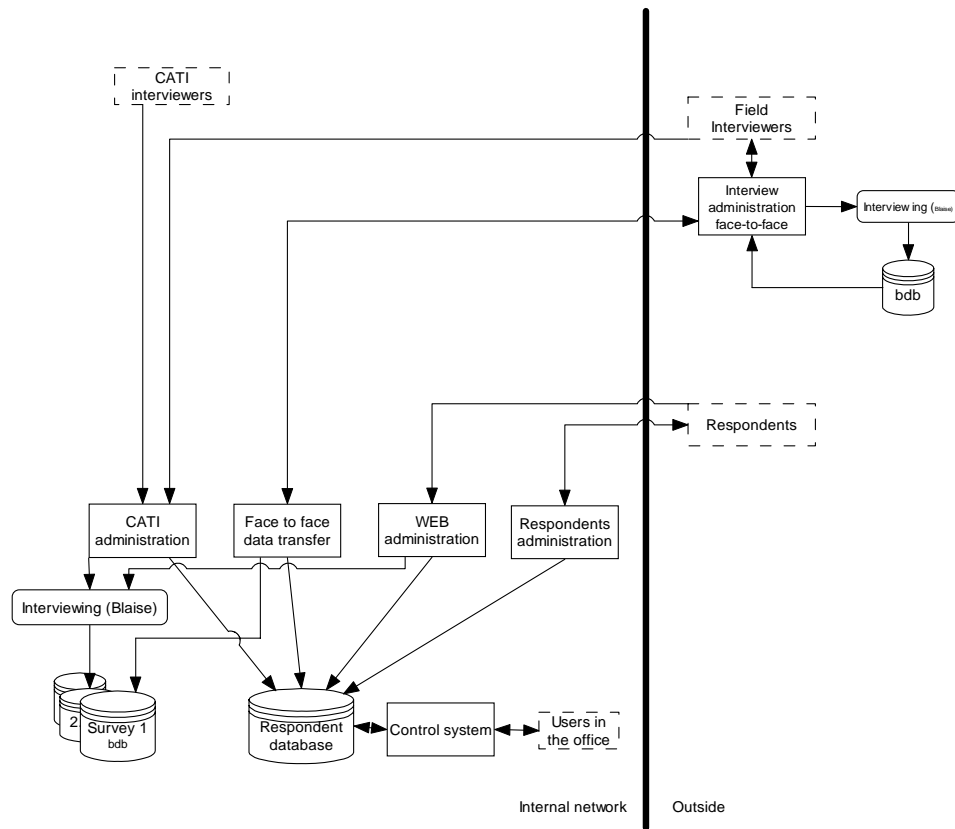 CATI
interviewers
Field
Interviewers
Interview
administration
face-to-face
Interviewing (Blaise)
bdb
Respondents
CATI
administration
Face to face
data transfer
WEB
administration
Respondents
administration
Interviewing (Blaise)
2
Survey 1
bdb
Respondent
database
Control system
Users in
the office
Internal network
Outside